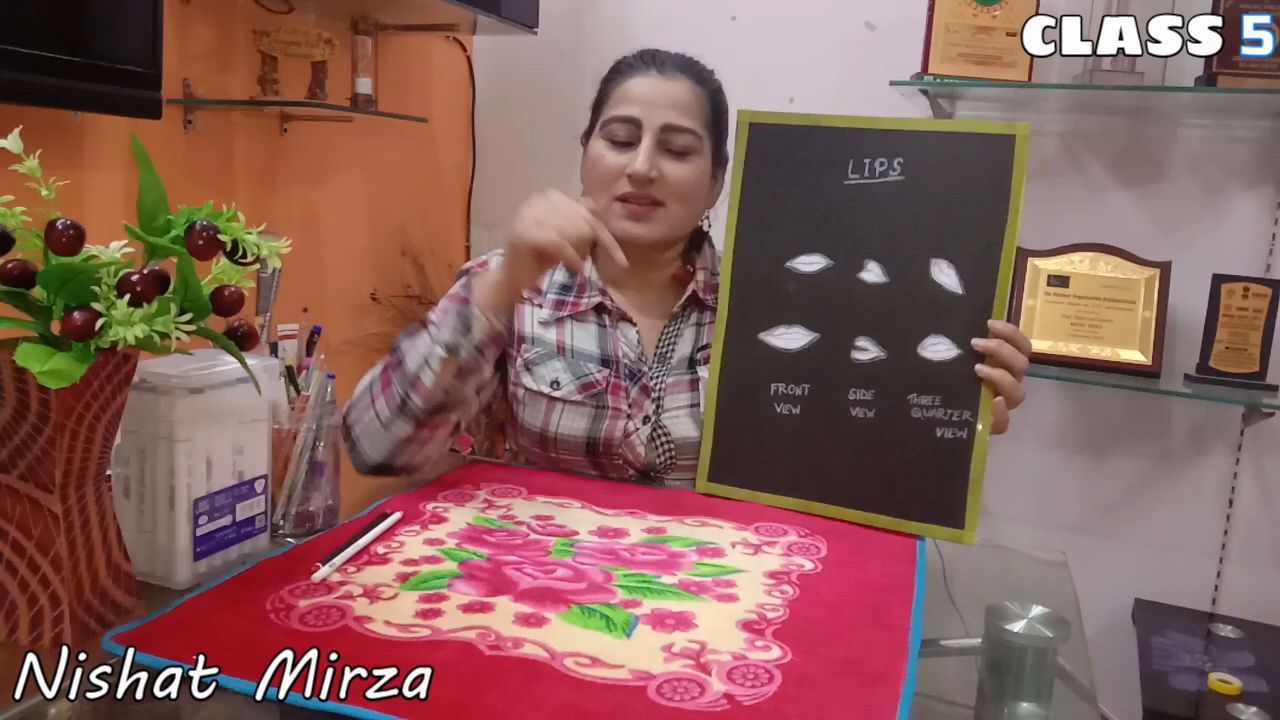 CLASS 5
LIPS
FRONT
VIEW
SIDE
VIEW
THREE
QUARTER
VIEW
Nishat Mirza